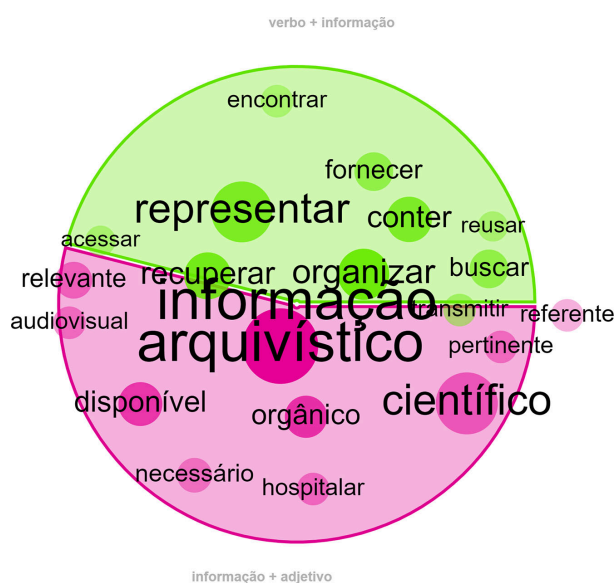 verbo + informação
encontrar
fornecer
representar
conter
reusar
acessar
recuperar
organizar
buscar
relevante
informação
transmitir
referente
audiovisual
arquivístico
pertinente
disponível
orgânico
científico
necessário
hospitalar
informação + adjetivo